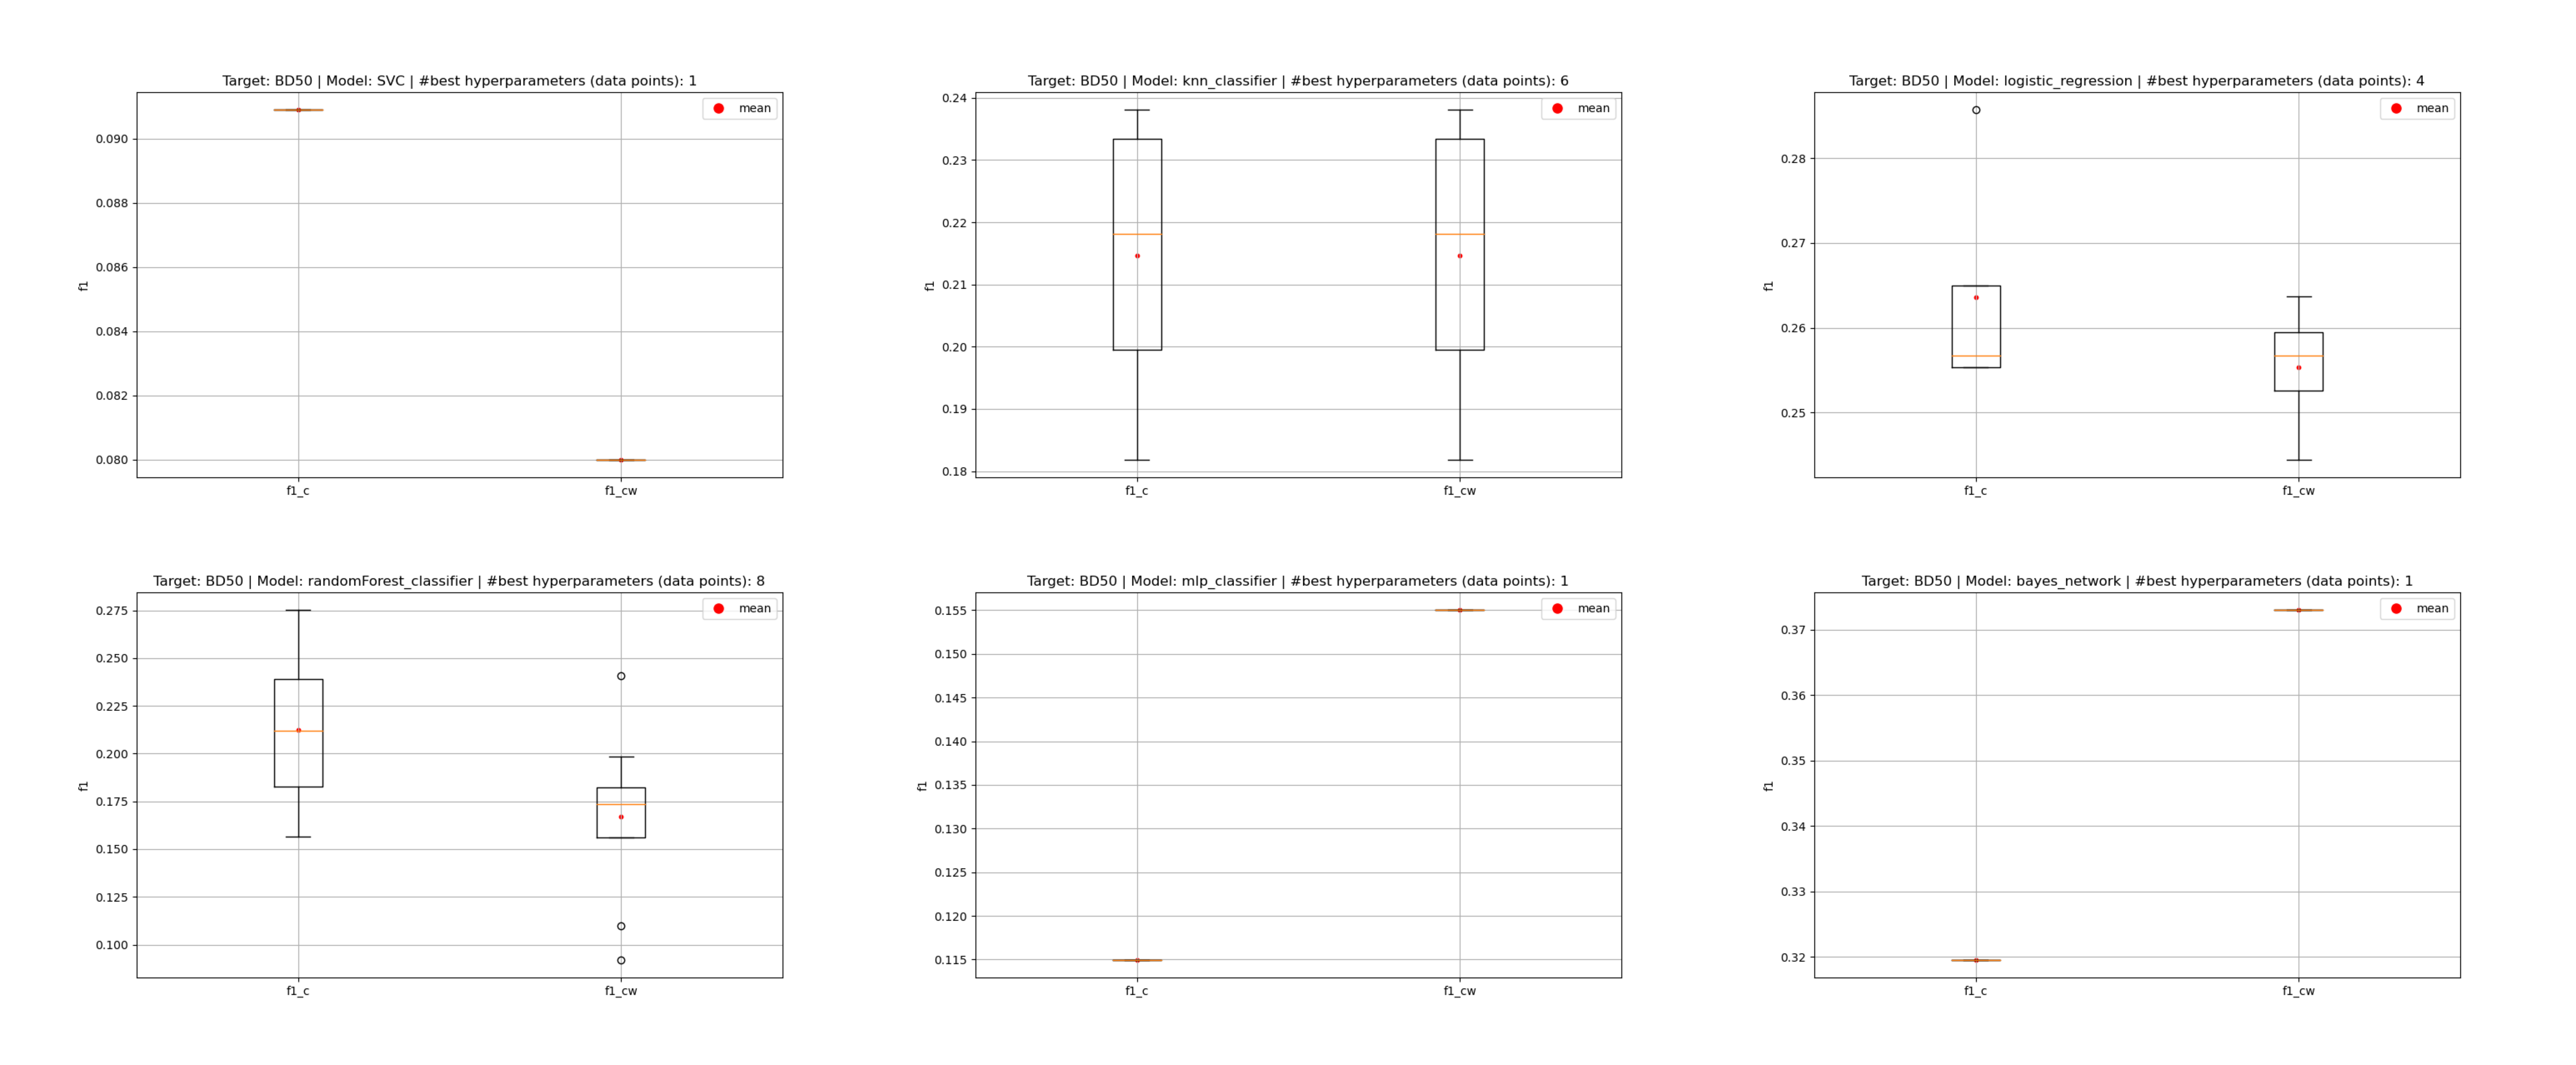 Target: BD50 | Model: SVC | #best hyperparameters (data points): 1
mean
0.090
0.088
0.086
0.084
0.082
0.080
f1
f1_c
f1_cw
Target: BD50 | Model: knn_classifier | #best hyperparameters (data points): 6
mean
0.24
0.23
0.22
0.21
0.20
0.19
0.18
f1
f1_c
f1_cw
Target: BD50 | Model: logistic_regression | #best hyperparameters (data points): 4
mean
0.28
0.27
0.26
0.25
f1
f1_c
f1_cw
Target: BD50 | Model: randomForest_classifier | #best hyperparameters (data points): 8
mean
0.275
0.250
0.225
0.200
0.175
0.150
0.125
0.100
f1
f1_c
f1_cw
Target: BD50 | Model: mlp_classifier | #best hyperparameters (data points): 1
mean
0.155
0.150
0.145
0.140
0.135
0.130
0.125
0.120
0.115
f1
f1_c
f1_cw
Target: BD50 | Model: bayes_network | #best hyperparameters (data points): 1
mean
0.37
0.36
0.35
0.34
0.33
0.32
f1
f1_c
f1_cw